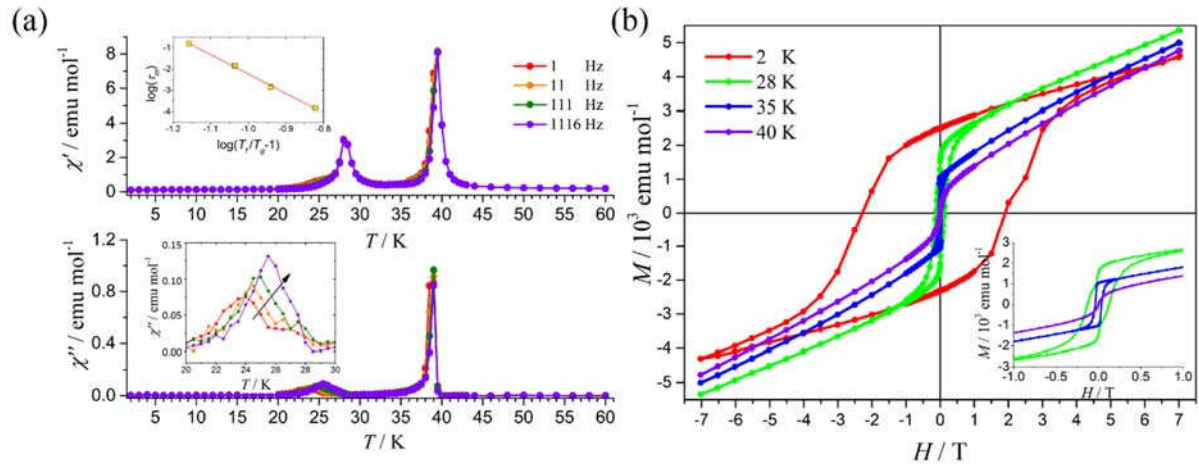 (a)
χ' / emu mol⁻¹
8
6
4
2
0
log(τ₀)
-1
-2
-3
-4
-1.2 -1.1 -1.0 -0.9 -0.8
log(T_f/T_g-1)
1 Hz
11 Hz
111 Hz
1116 Hz
5 10 15 20 25 30 35 40 45 50 55 60
T / K
χ'' / emu mol⁻¹
1.2
0.8
0.4
0.0
χ'' / emu mol⁻¹
0.15
0.10
0.05
0.00
20 22 24 26 28 30
T / K
5 10 15 20 25 30 35 40 45 50 55 60
T / K
(b)
M / 10³ emu mol⁻¹
5
4
3
2
1
0
-1
-2
-3
-4
-5
2 K
28 K
35 K
40 K
M / 10³ emu mol⁻¹
3
2
1
0
-1
-2
-3
-1.0 -0.5 0.0 0.5 1.0
H / T
-7 -6 -5 -4 -3 -2 -1 0 1 2 3 4 5 6 7
H / T